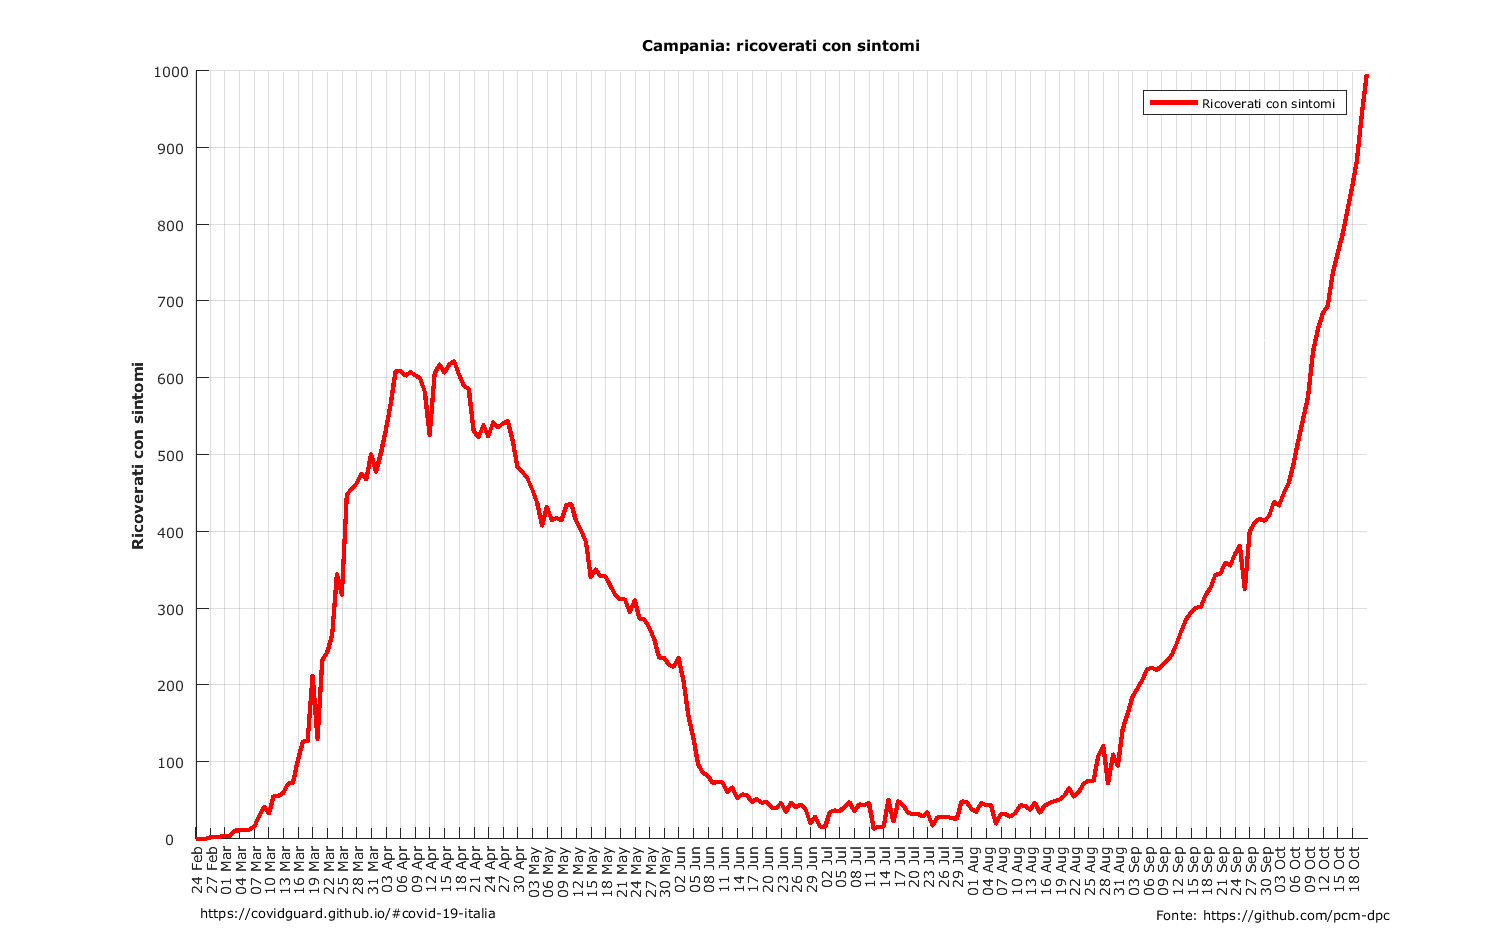 Campania: ricoverati con sintomi
Ricoverati con sintomi
Ricoverati con sintomi
1000
900
800
700
600
500
400
300
200
100
0
24 Feb
27 Feb
01 Mar
04 Mar
07 Mar
10 Mar
13 Mar
16 Mar
19 Mar
22 Mar
25 Mar
28 Mar
31 Mar
03 Apr
06 Apr
09 Apr
12 Apr
15 Apr
18 Apr
21 Apr
24 Apr
27 Apr
30 Apr
03 May
06 May
09 May
12 May
15 May
18 May
21 May
24 May
27 May
30 May
02 Jun
05 Jun
08 Jun
11 Jun
14 Jun
17 Jun
20 Jun
23 Jun
26 Jun
29 Jun
02 Jul
05 Jul
08 Jul
11 Jul
14 Jul
17 Jul
20 Jul
23 Jul
26 Jul
29 Jul
01 Aug
04 Aug
07 Aug
10 Aug
13 Aug
16 Aug
19 Aug
22 Aug
25 Aug
28 Aug
31 Aug
03 Sep
06 Sep
09 Sep
12 Sep
15 Sep
18 Sep
21 Sep
24 Sep
27 Sep
30 Sep
03 Oct
06 Oct
09 Oct
12 Oct
15 Oct
18 Oct
https://covidguard.github.io/#covid-19-italia
Fonte: https://github.com/pcm-dpc